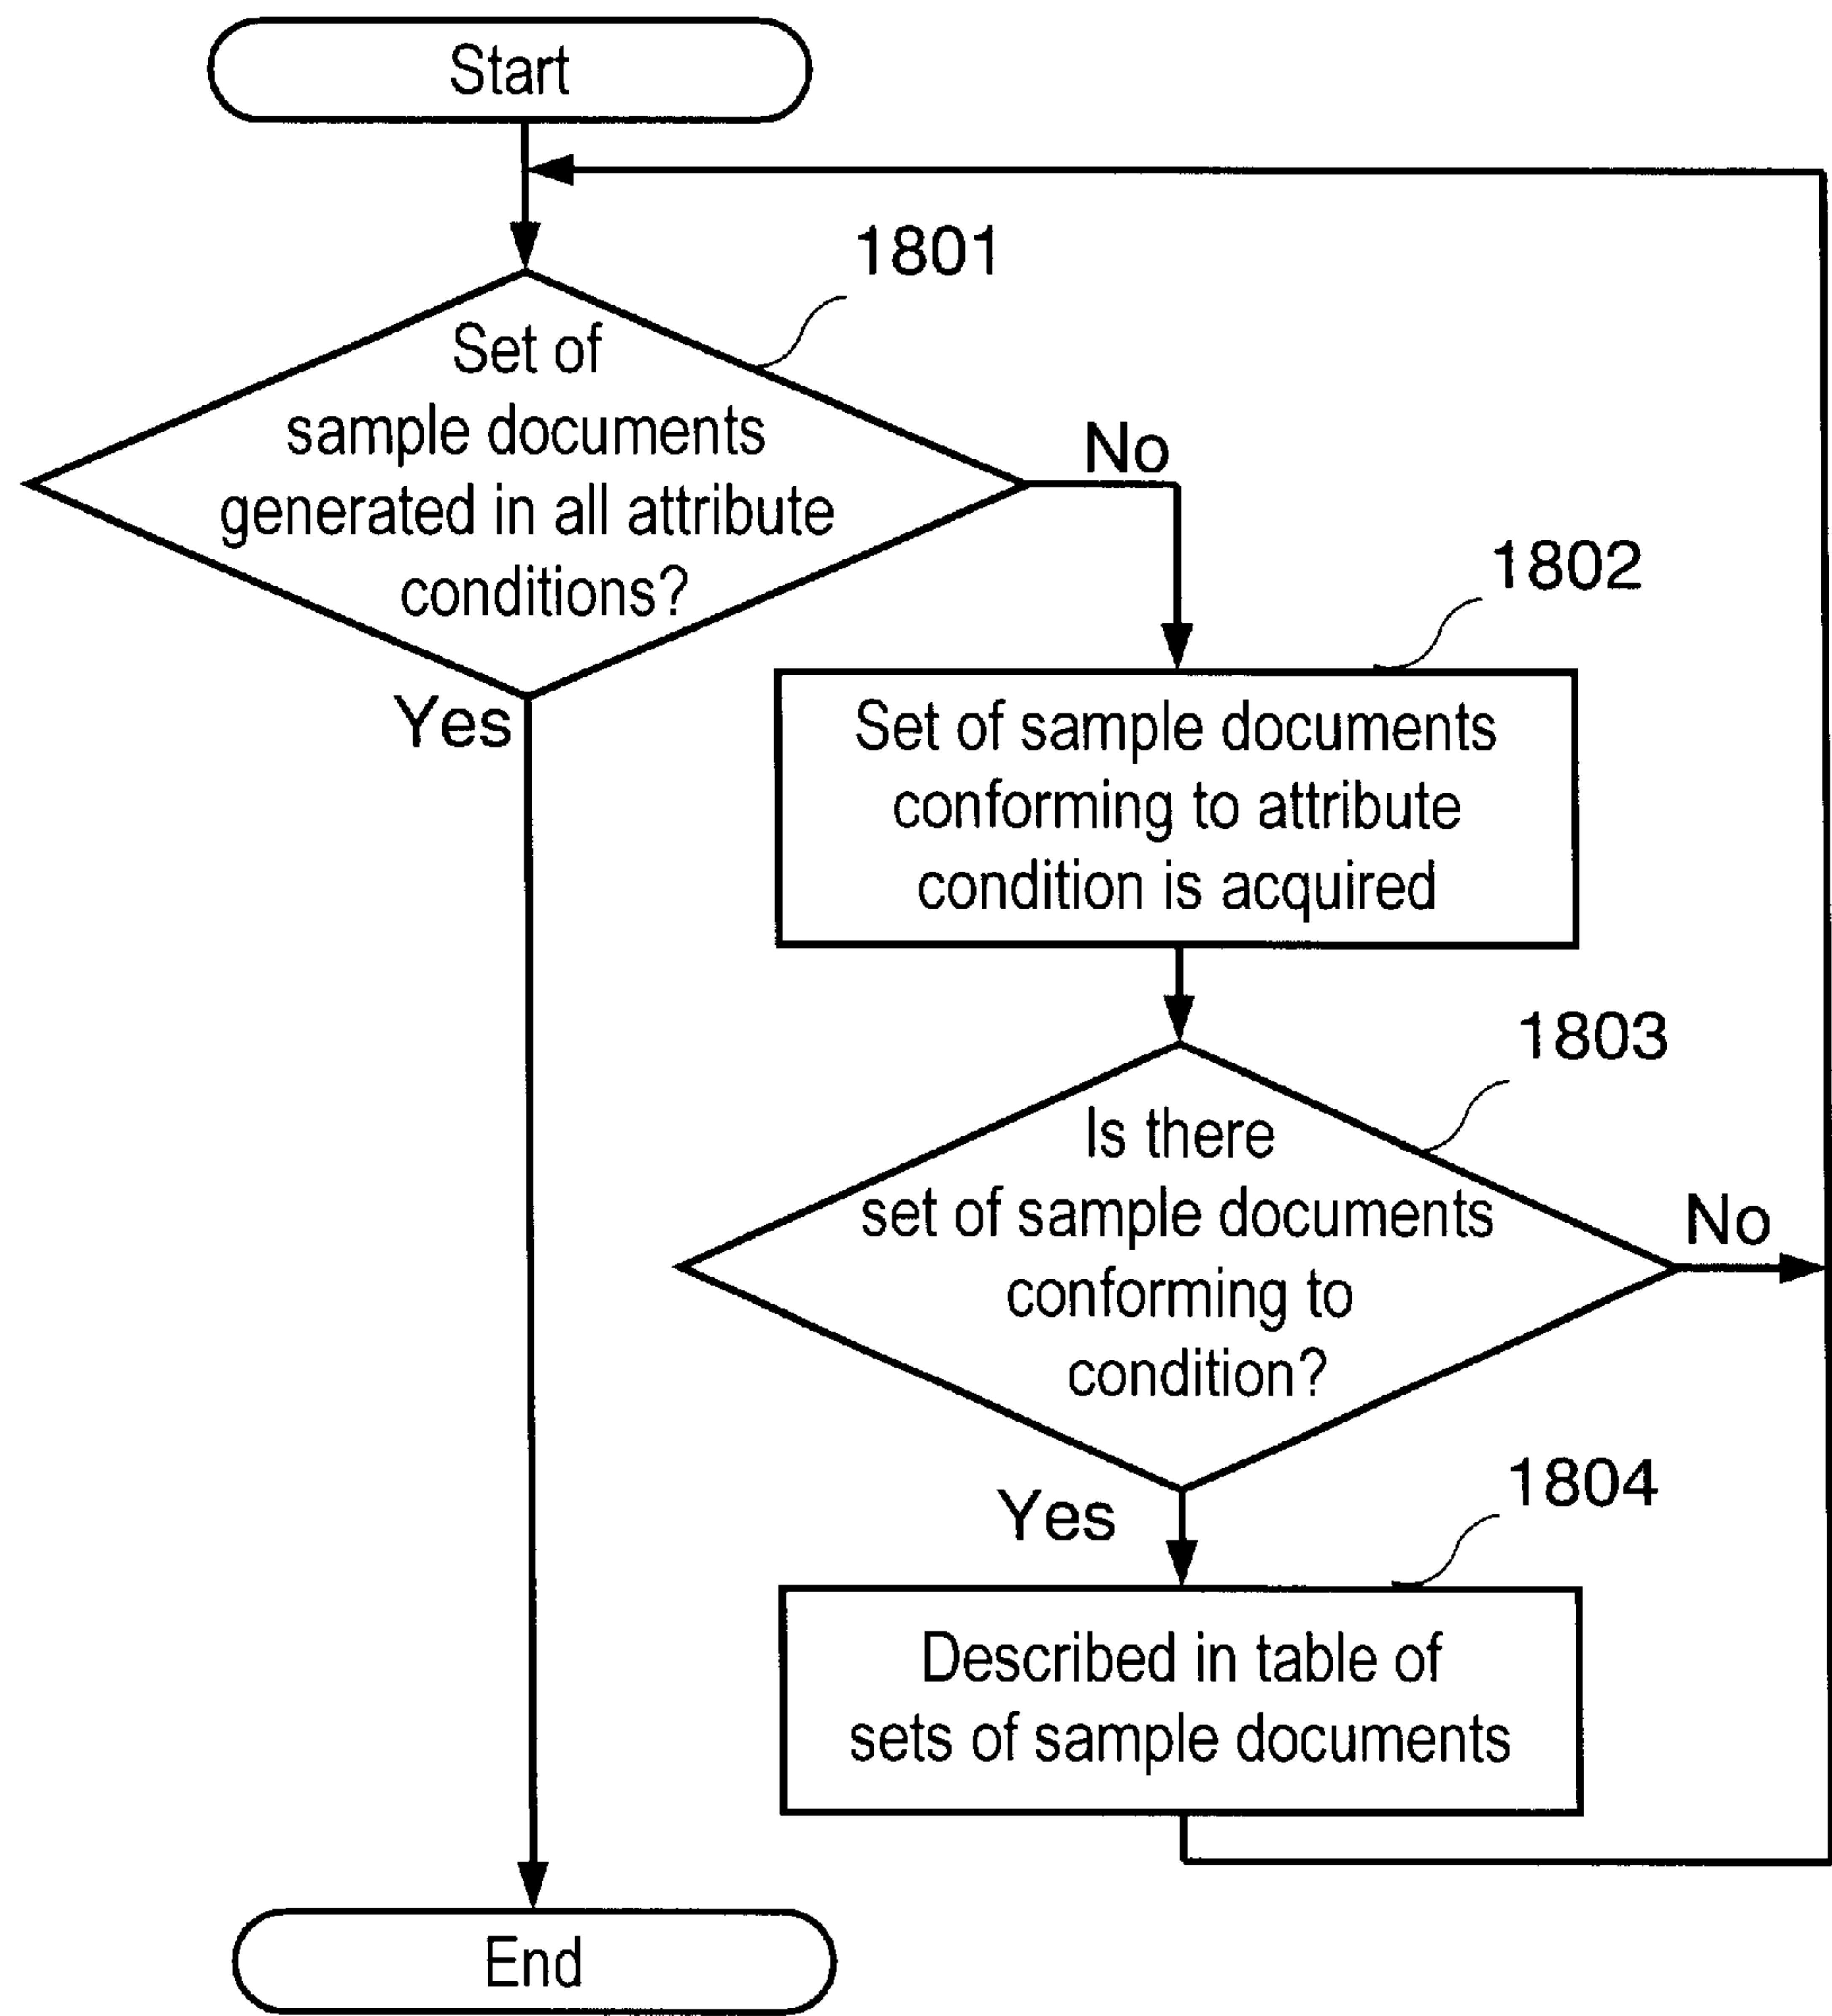 Start
1801
Set of
sample documents
generated in all attribute
conditions?
No
Yes
1802
Set of sample documents
conforming to attribute
condition is acquired
1803
Is there
set of sample documents
conforming to
condition?
No
Yes
1804
Described in table of
sets of sample documents
End